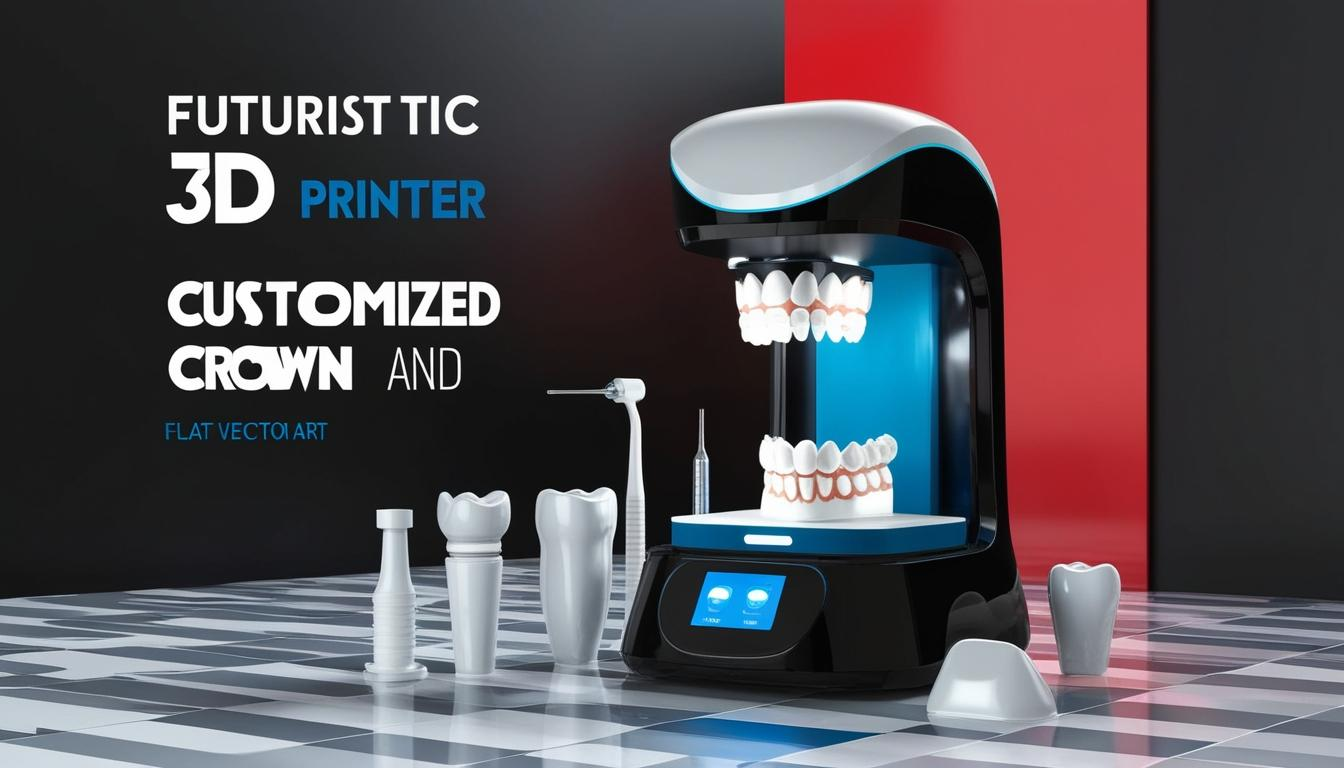 FUTURIST TIC
3D PRINTER
CUSTOMIZED
CROWN AND
FLAT VECTOI ART